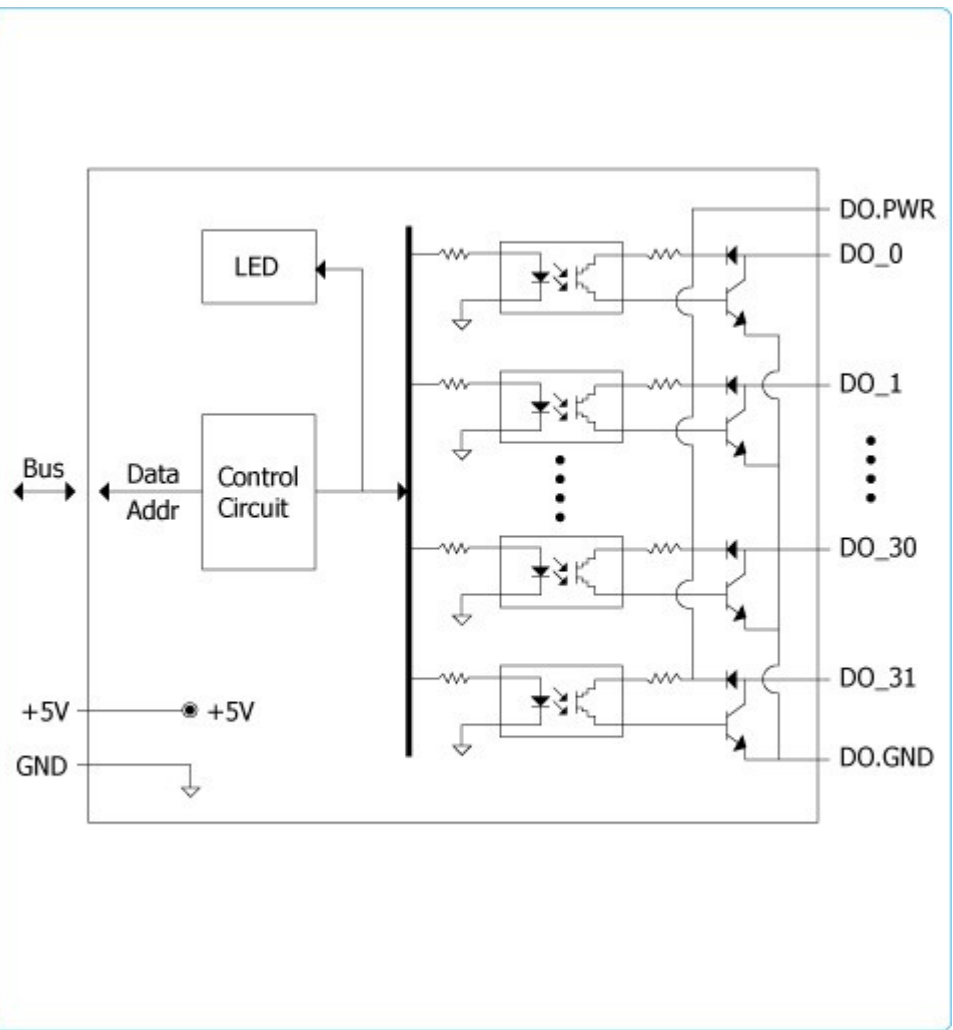 DO.PWR
DO_0
LED
DO_1
Bus
Data
Addr
Control
Circuit
DO_30
DO_31
+5V
+5V
DO.GND
GND